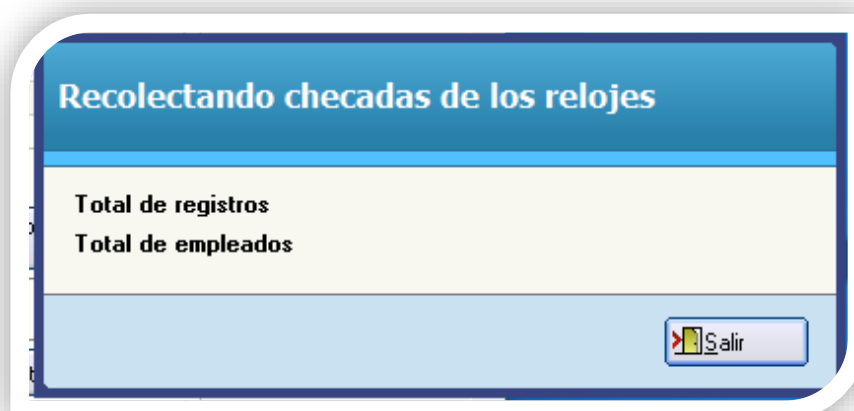 Recolectando checadas de los relojes
Total de registros
Total de empleados
Salir